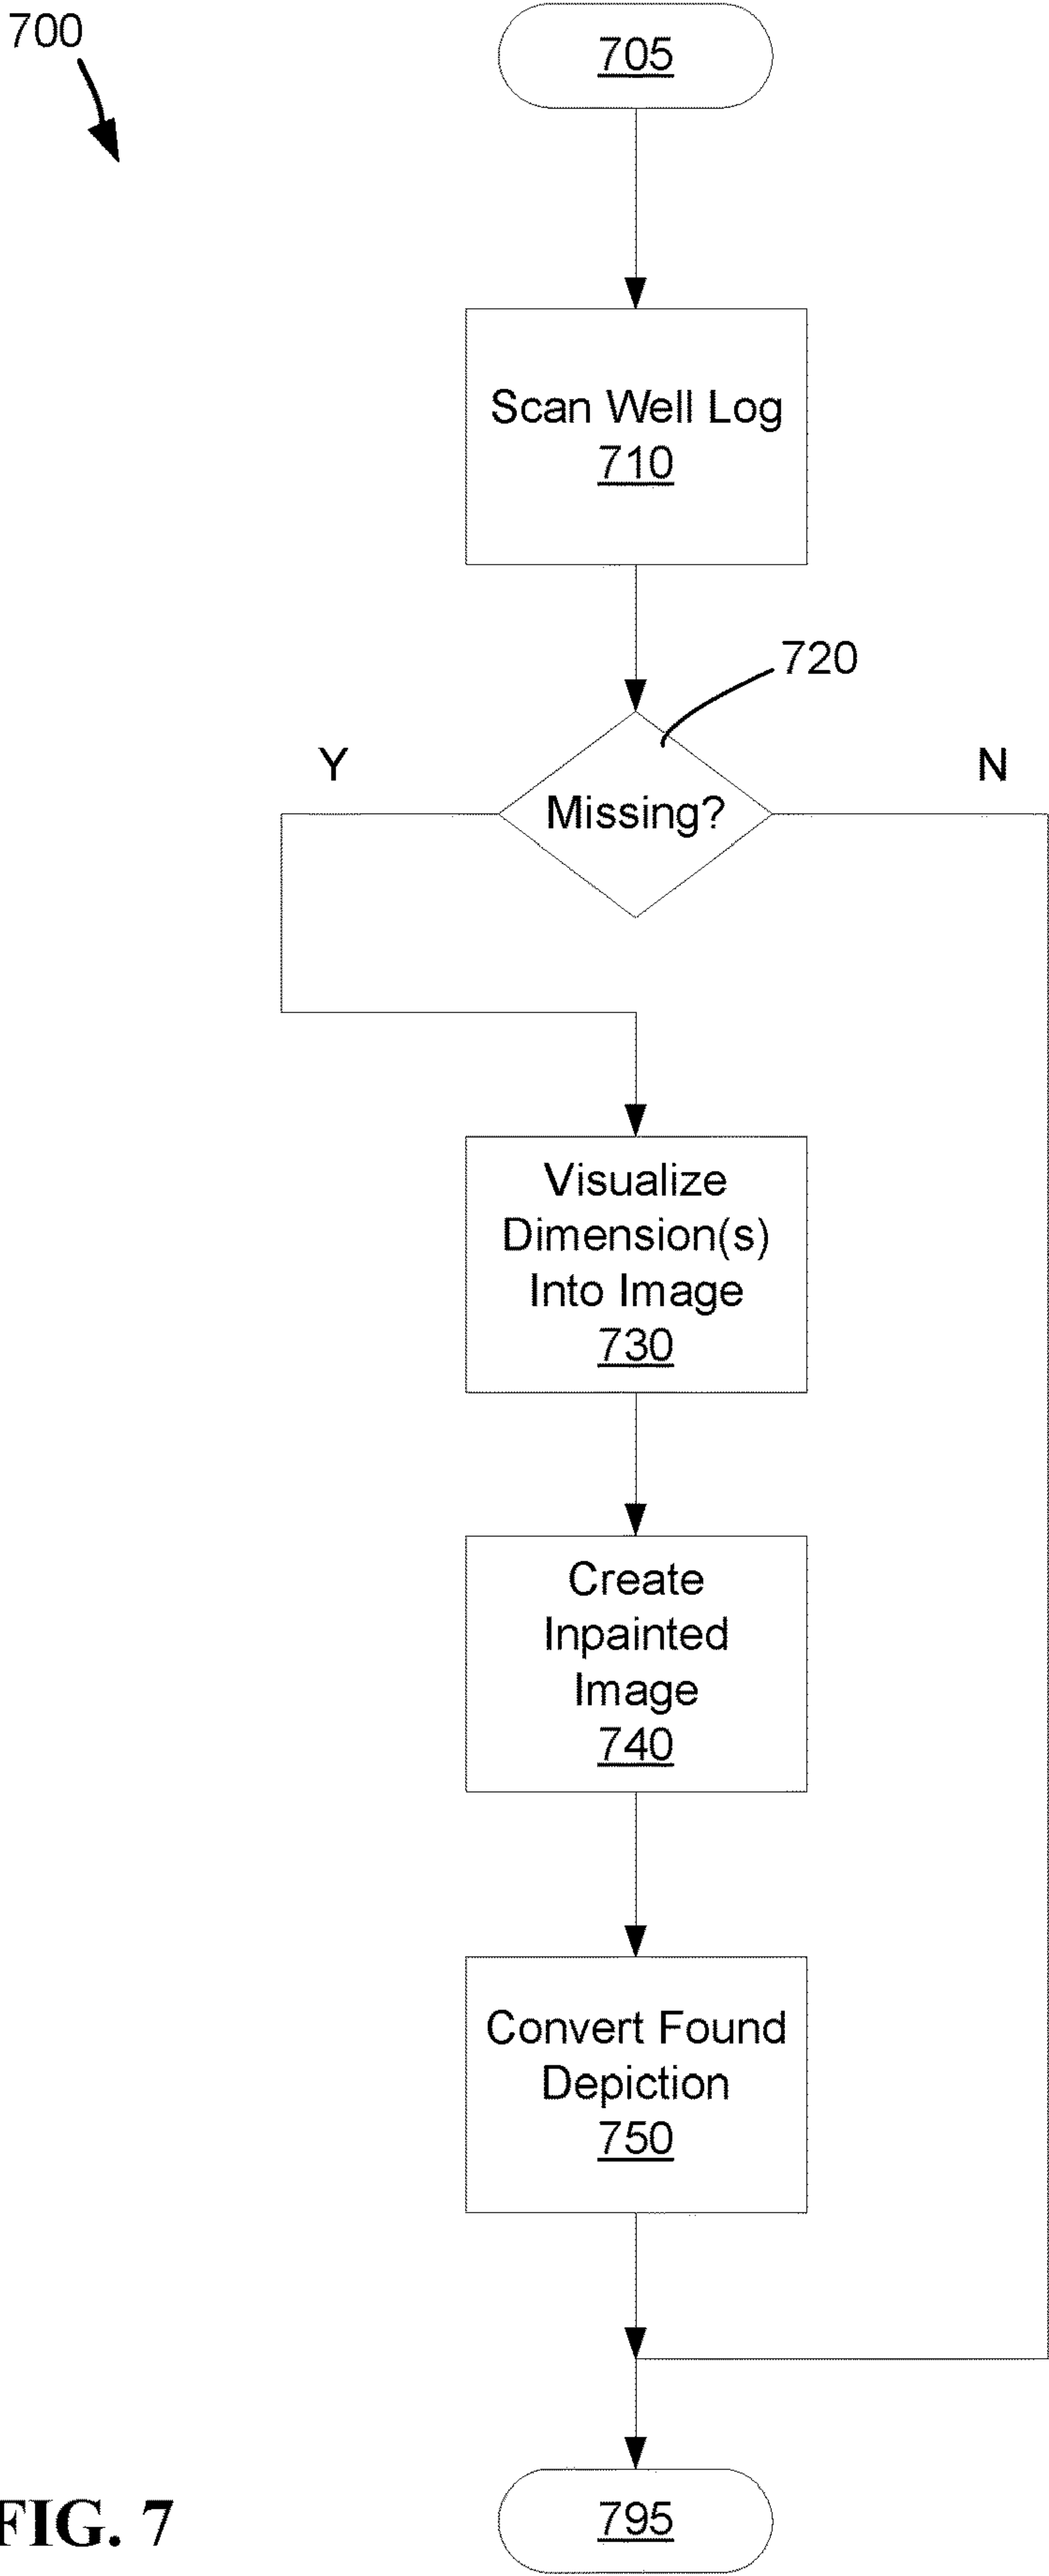 700
705
Scan Well Log
710
720
Y
N
Missing?
Visualize
Dimension(s)
Into Image
730
Create
Inpainted
Image
740
Convert Found
Depiction
750
795
FIG. 7